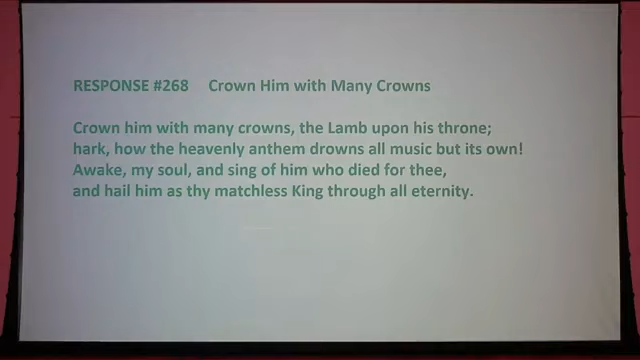 RESPONSE #268 Crown Him with Many Crowns
Crown him with many crowns, the Lamb upon his throne;
hark, how the heavenly anthem drowns all music but its own!
Awake, my soul, and sing of him who died for thee,
and hail him as thy matchless King through all eternity.